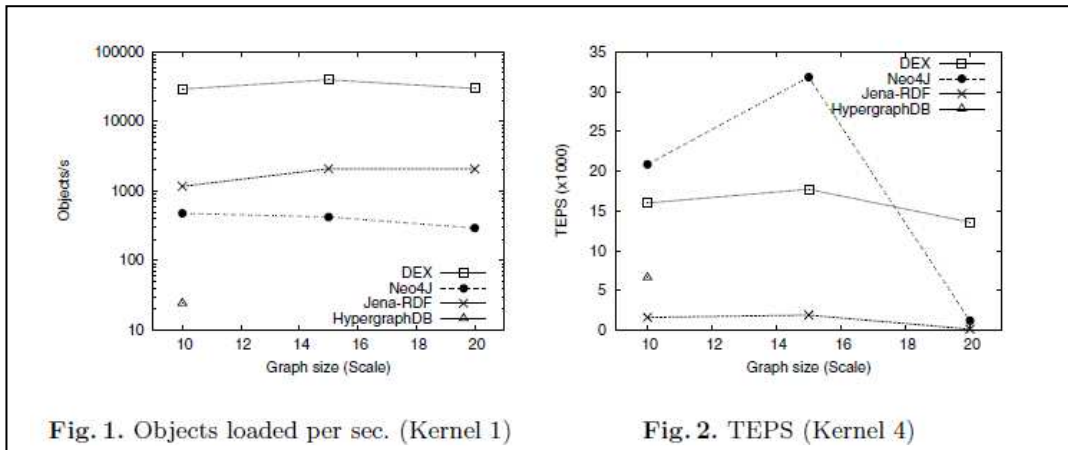 100000
10000
1000
100
10
Objects/s
10 12 14 16 18 20
Graph size (Scale)
DEX
Neo4J
Jena-RDF
HypergraphDB
Fig. 1. Objects loaded per sec. (Kernel 1)
35
30
25
20
15
10
5
0
TEPS (x1000)
DEX
Neo4J
Jena-RDF
HypergraphDB
10 12 14 16 18 20
Graph size (Scale)
Fig. 2. TEPS (Kernel 4)